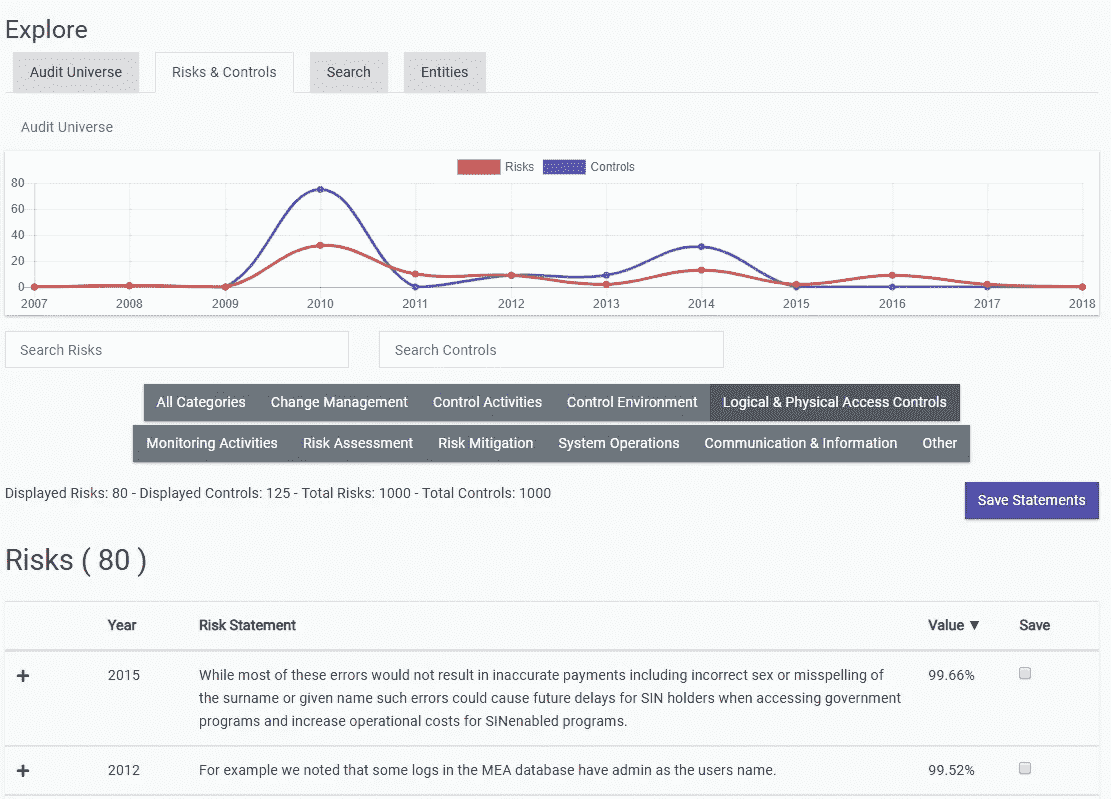 Explore
Audit Universe Risks & Controls Search Entities
Audit Universe
Risks Controls
80
60
40
20
0
2007 2008 2009 2010 2011 2012 2013 2014 2015 2016 2017 2018
Search Risks Search Controls
All Categories Change Management Control Activities Control Environment Logical & Physical Access Controls
Monitoring Activities Risk Assessment Risk Mitigation System Operations Communication & Information Other
Displayed Risks: 80 - Displayed Controls: 125 - Total Risks: 1000 - Total Controls: 1000
Save Statements
Risks ( 80 )
Year Risk Statement Value ▼ Save
+ 2015 While most of these errors would not result in inaccurate payments including incorrect sex or misspelling of 99.66%
the surname or given name such errors could cause future delays for SIN holders when accessing government
programs and increase operational costs for SINenabled programs.
+ 2012 For example we noted that some logs in the MEA database have admin as the users name. 99.52%